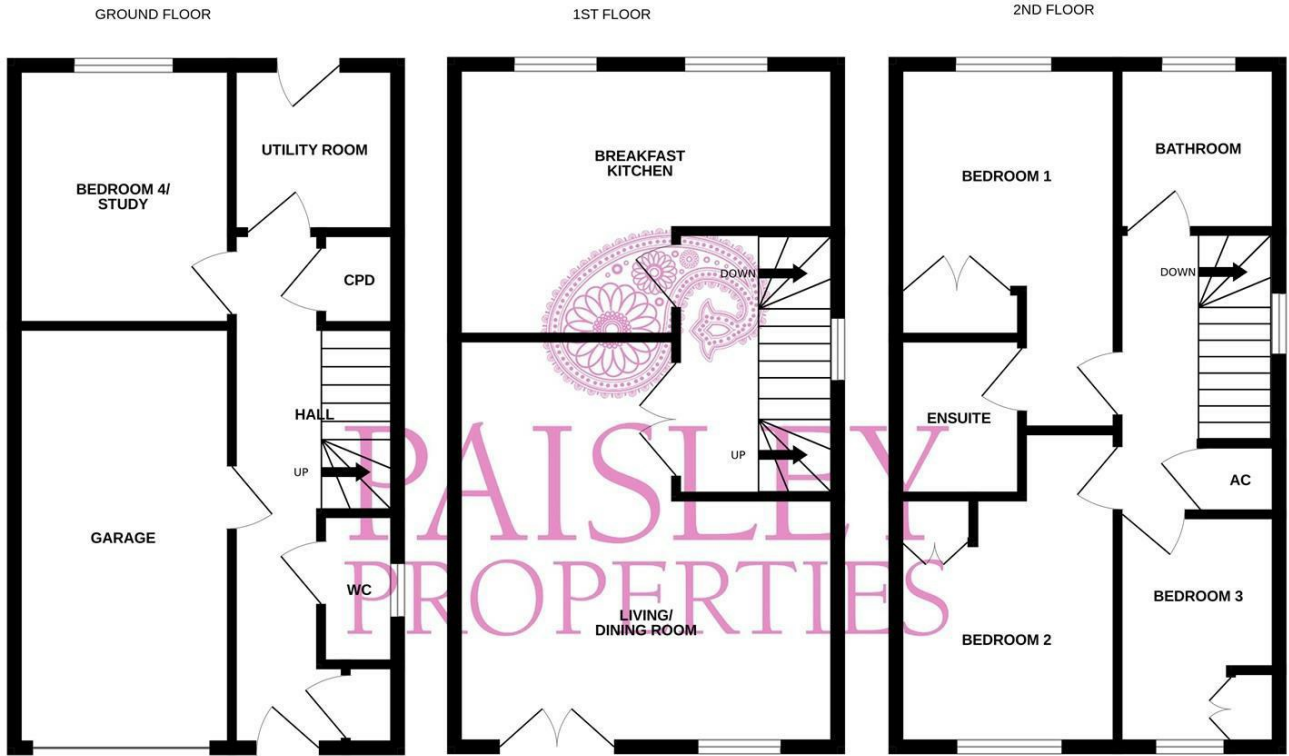 GROUND FLOOR
BEDROOM 4/
STUDY
UTILITY ROOM
CPD
HALL
UP
GARAGE
WC
1ST FLOOR
BREAKFAST
KITCHEN
DOWN
UP
LIVING/
DINING ROOM
2ND FLOOR
BEDROOM 1
BATHROOM
DOWN
ENSUITE
AC
BEDROOM 2
BEDROOM 3
PAISLEY
PROPERTIES